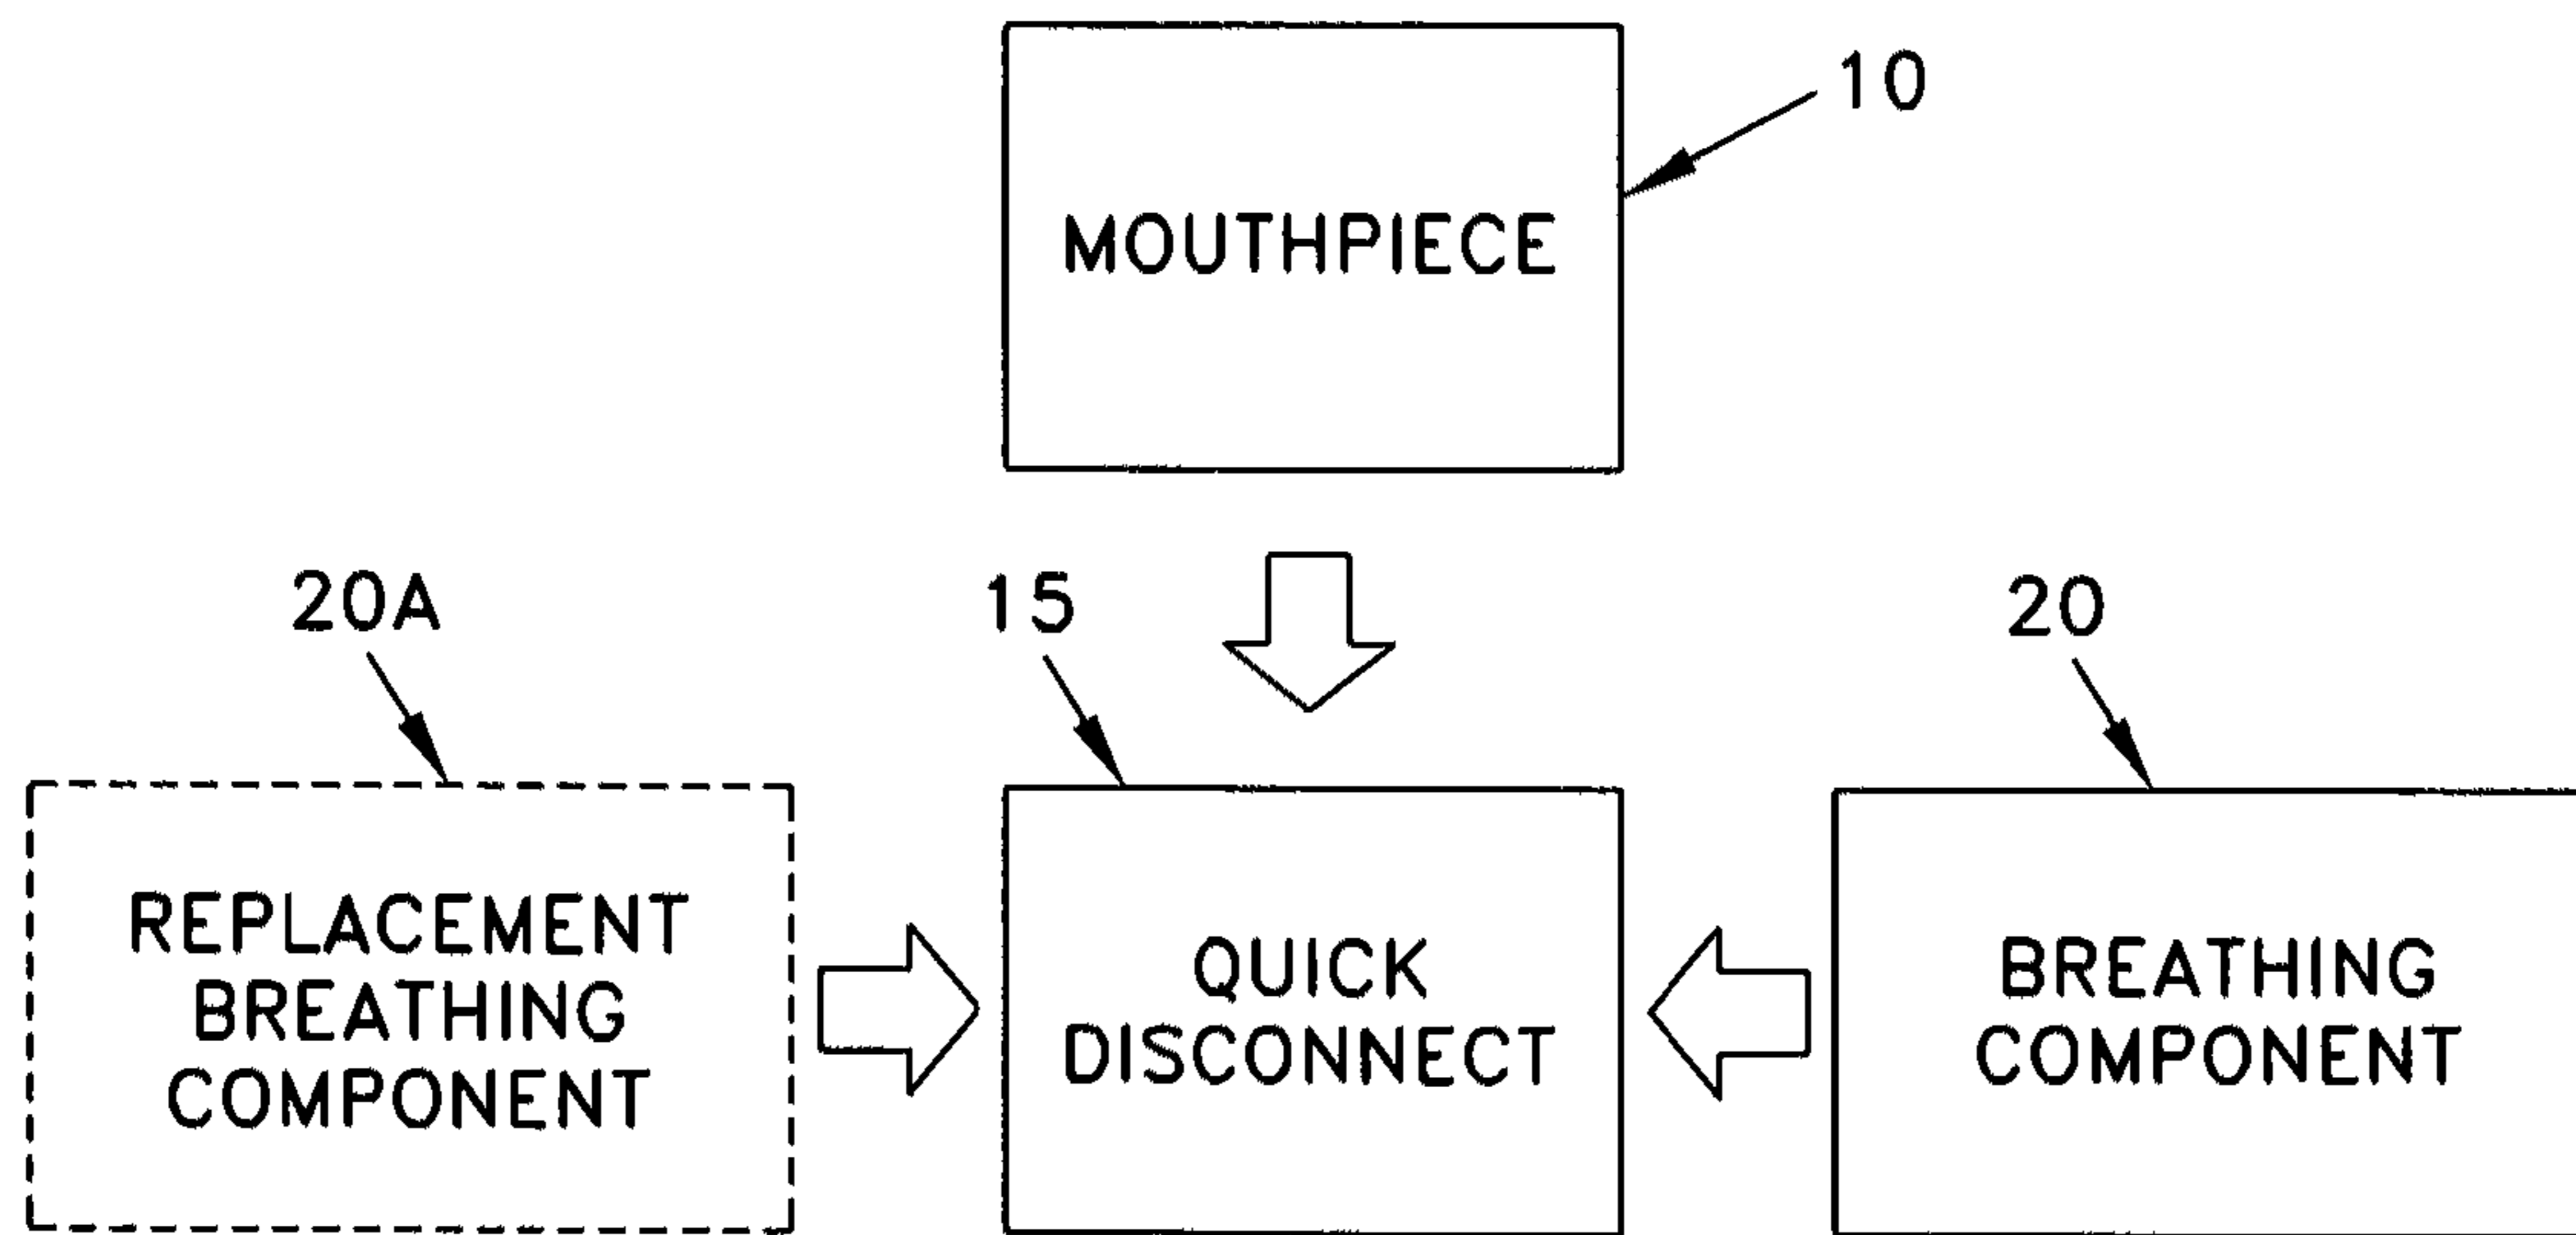 10
MOUTHPIECE
20A
15
20
REPLACEMENT
BREATHING
COMPONENT
QUICK
DISCONNECT
BREATHING
COMPONENT